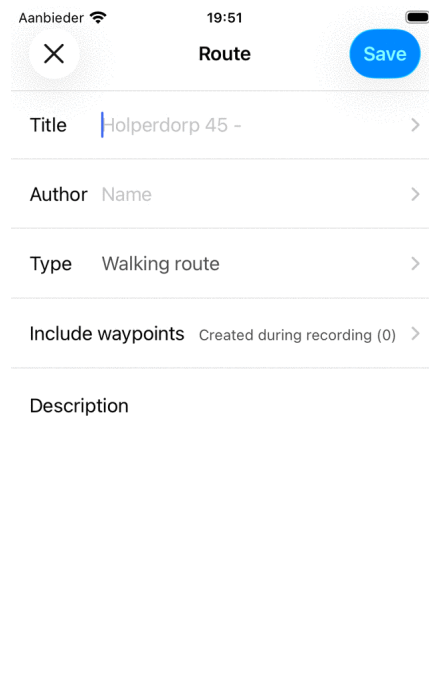 Aanbieder 19:51
Route Save
Title Holperdorp 45 -
Author Name
Type Walking route
Include waypoints Created during recording (0)
Description